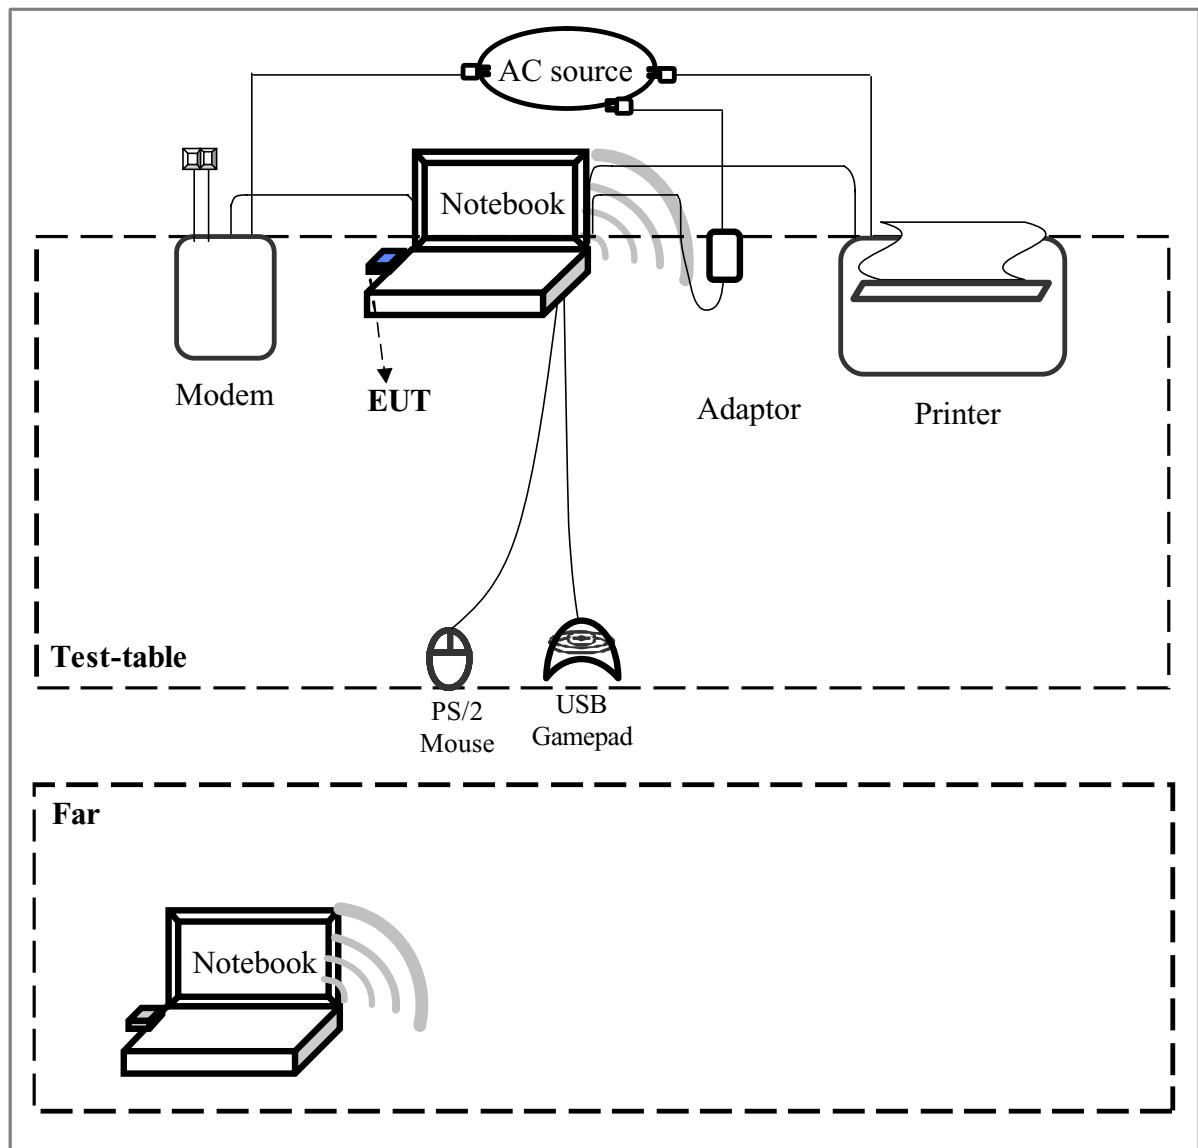 AC source
Notebook
Modem
EUT
Adaptor
Printer
Test-table
PS/2
Mouse
USB
Gamepad
Far
Notebook